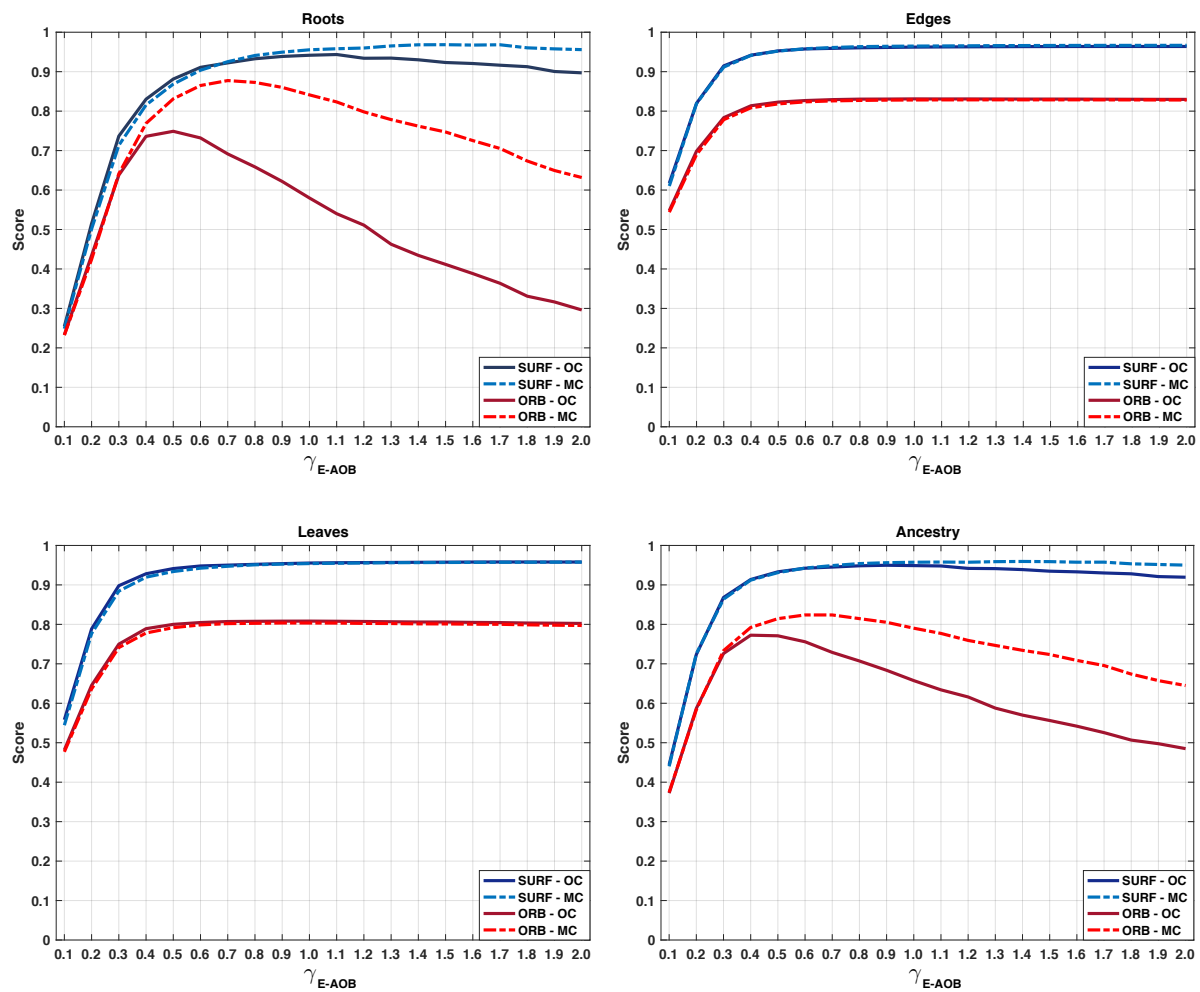 Roots
1
0.9
0.8
0.7
0.6
0.5
0.4
0.3
0.2
0.1
0
Score
0.1 0.2 0.3 0.4 0.5 0.6 0.7 0.8 0.9 1.0 1.1 1.2 1.3 1.4 1.5 1.6 1.7 1.8 1.9 2.0
γ E-AOB
SURF - OC
SURF - MC
ORB - OC
ORB - MC
Edges
1
0.9
0.8
0.7
0.6
0.5
0.4
0.3
0.2
0.1
0
Score
0.1 0.2 0.3 0.4 0.5 0.6 0.7 0.8 0.9 1.0 1.1 1.2 1.3 1.4 1.5 1.6 1.7 1.8 1.9 2.0
γ E-AOB
SURF - OC
SURF - MC
ORB - OC
ORB - MC
Leaves
1
0.9
0.8
0.7
0.6
0.5
0.4
0.3
0.2
0.1
0
Score
0.1 0.2 0.3 0.4 0.5 0.6 0.7 0.8 0.9 1.0 1.1 1.2 1.3 1.4 1.5 1.6 1.7 1.8 1.9 2.0
γ E-AOB
SURF - OC
SURF - MC
ORB - OC
ORB - MC
Ancestry
1
0.9
0.8
0.7
0.6
0.5
0.4
0.3
0.2
0.1
0
Score
0.1 0.2 0.3 0.4 0.5 0.6 0.7 0.8 0.9 1.0 1.1 1.2 1.3 1.4 1.5 1.6 1.7 1.8 1.9 2.0
γ E-AOB
SURF - OC
SURF - MC
ORB - OC
ORB - MC